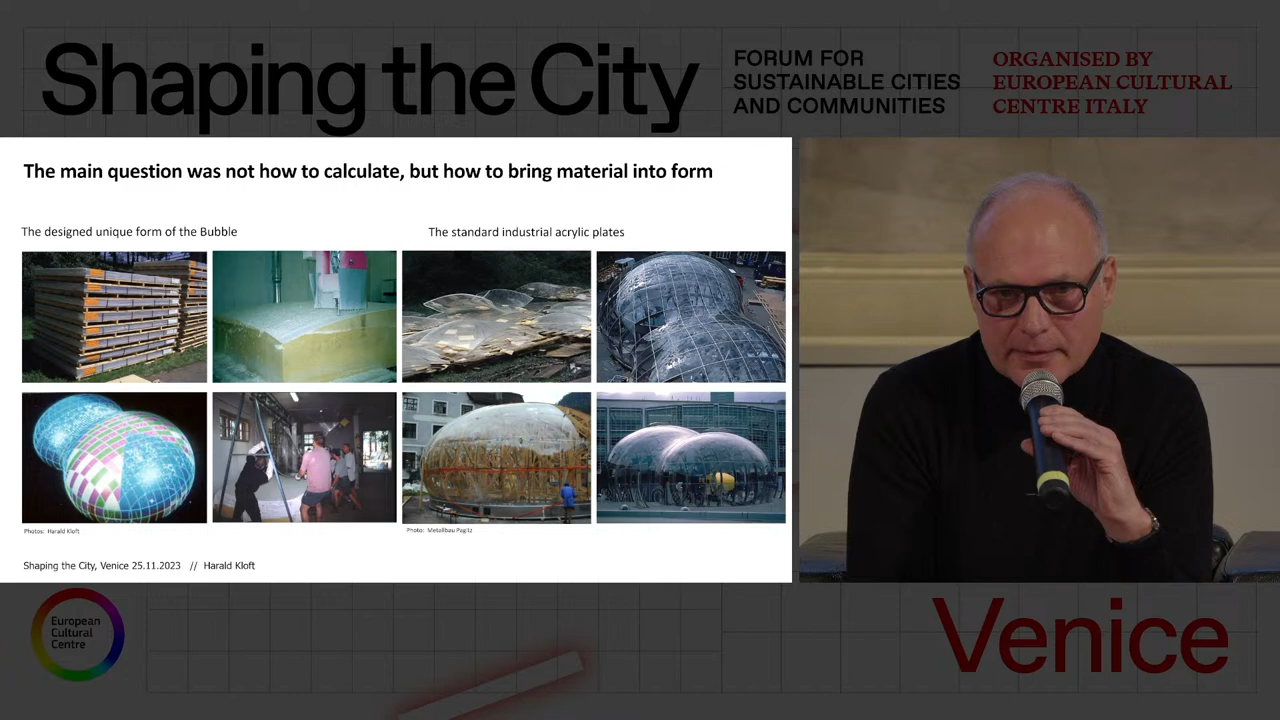 Shaping the City
FORUM FOR
SUSTAINABLE CITIES
AND COMMUNITIES
ORGANISED BY
EUROPEAN CULTURAL
CENTRE ITALY
The main question was not how to calculate, but how to bring material into form
The designed unique form of the Bubble
The standard industrial acrylic plates
Photos: Harald Kloft
Photo: Metallbau Pagitz
Shaping the City, Venice 25.11.2023 // Harald Kloft
European
Cultural
Centre
Venice